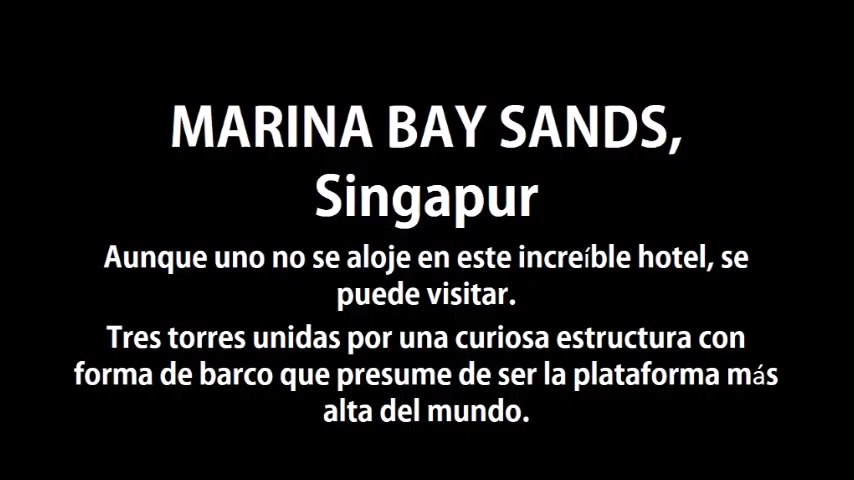 MARINA BAY SANDS,
Singapur
Aunque uno no se aloje en este increíble hotel, se
puede visitar.
Tres torres unidas por una curiosa estructura con
forma de barco que presume de ser la plataforma más
alta del mundo.